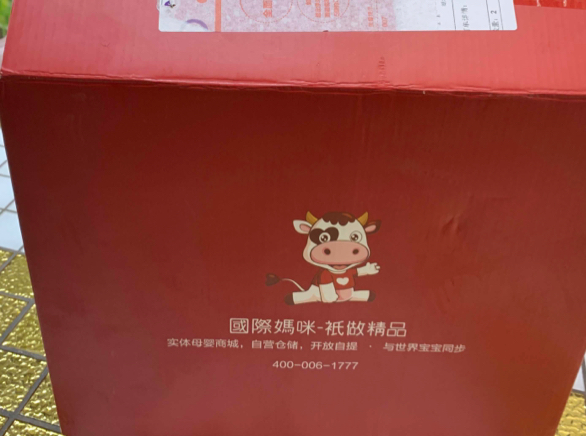 國際媽咪-衹做精品
实体母婴商城，自营仓储，开放自提 · 与世界宝宝同步
400-006-1777